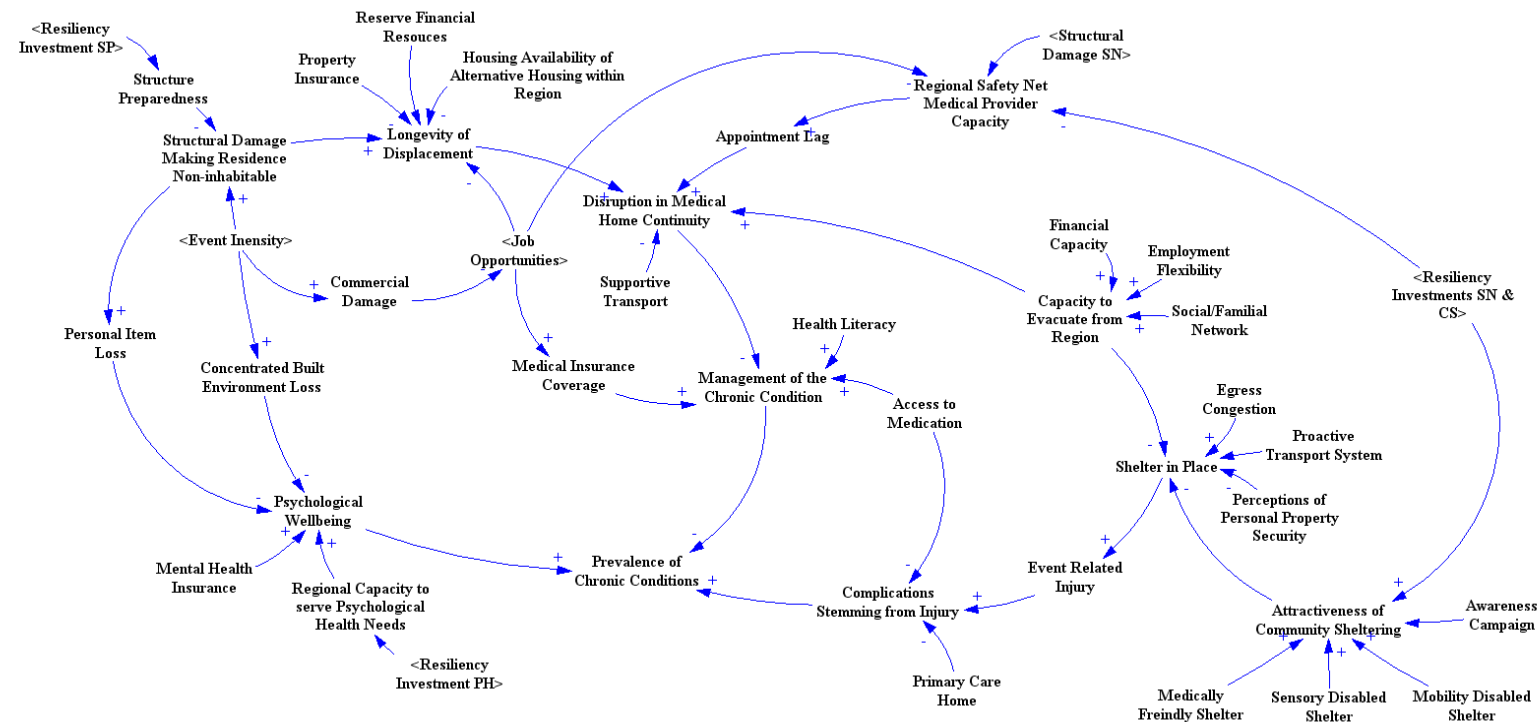 <Resiliency
Investment SP>
Structure
Preparedness
Structural Damage
Making Residence
Non-inhabitable
Property
Insurance
Reserve Financial
Resouces
Housing Availability of
Alternative Housing within
Region
Longevity of
Displacement
<Event Inensity>
Commercial
Damage
<Job
Opportunities>
Personal Item
Loss
Concentrated Built
Environment Loss
Medical Insurance
Coverage
Disruption in Medical
Home Continuity
Supportive
Transport
Appointment Lag
Regional Safety Net
Medical Provider
Capacity
<Structural
Damage SN>
Financial
Capacity
Employment
Flexibility
Social/Familial
Network
Capacity to
Evacuate from
Region
<Resiliency
Investments SN &
CS>
Health Literacy
Management of the
Chronic Condition
Access to
Medication
Egress
Congestion
Proactive
Transport System
Shelter in Place
Perceptions of
Personal Property
Security
Psychological
Wellbeing
Mental Health
Insurance
Regional Capacity to
serve Psychological
Health Needs
<Resiliency
Investment PH>
Prevalence of
Chronic Conditions
Complications
Stemming from Injury
Event Related
Injury
Primary Care
Home
Attractiveness of
Community Sheltering
Awareness
Campaign
Medically
Freindly Shelter
Sensory Disabled
Shelter
Mobility Disabled
Shelter